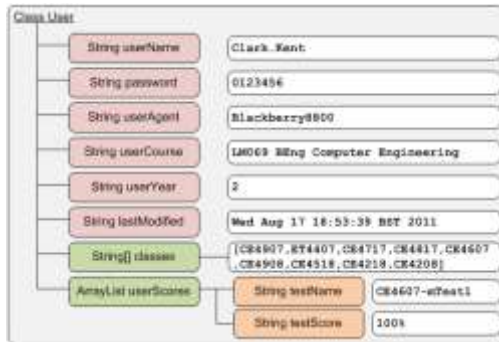 Class User
String userName
Clark.Kent
String password
0123456
String userAgent
Blackberry8800
String userCourse
LM069 BEng Computer Engineering
String userYear
2
String lastModified
Wed Aug 17 18:53:39 BST 2011
String[] classes
[CE4907,ET4407,CE4717,CE4817,CE4607
,CE4908,CE4518,CE4218,CE4208]
ArrayList userScores
String testName
CE4607-eTest1
String testScore
100%